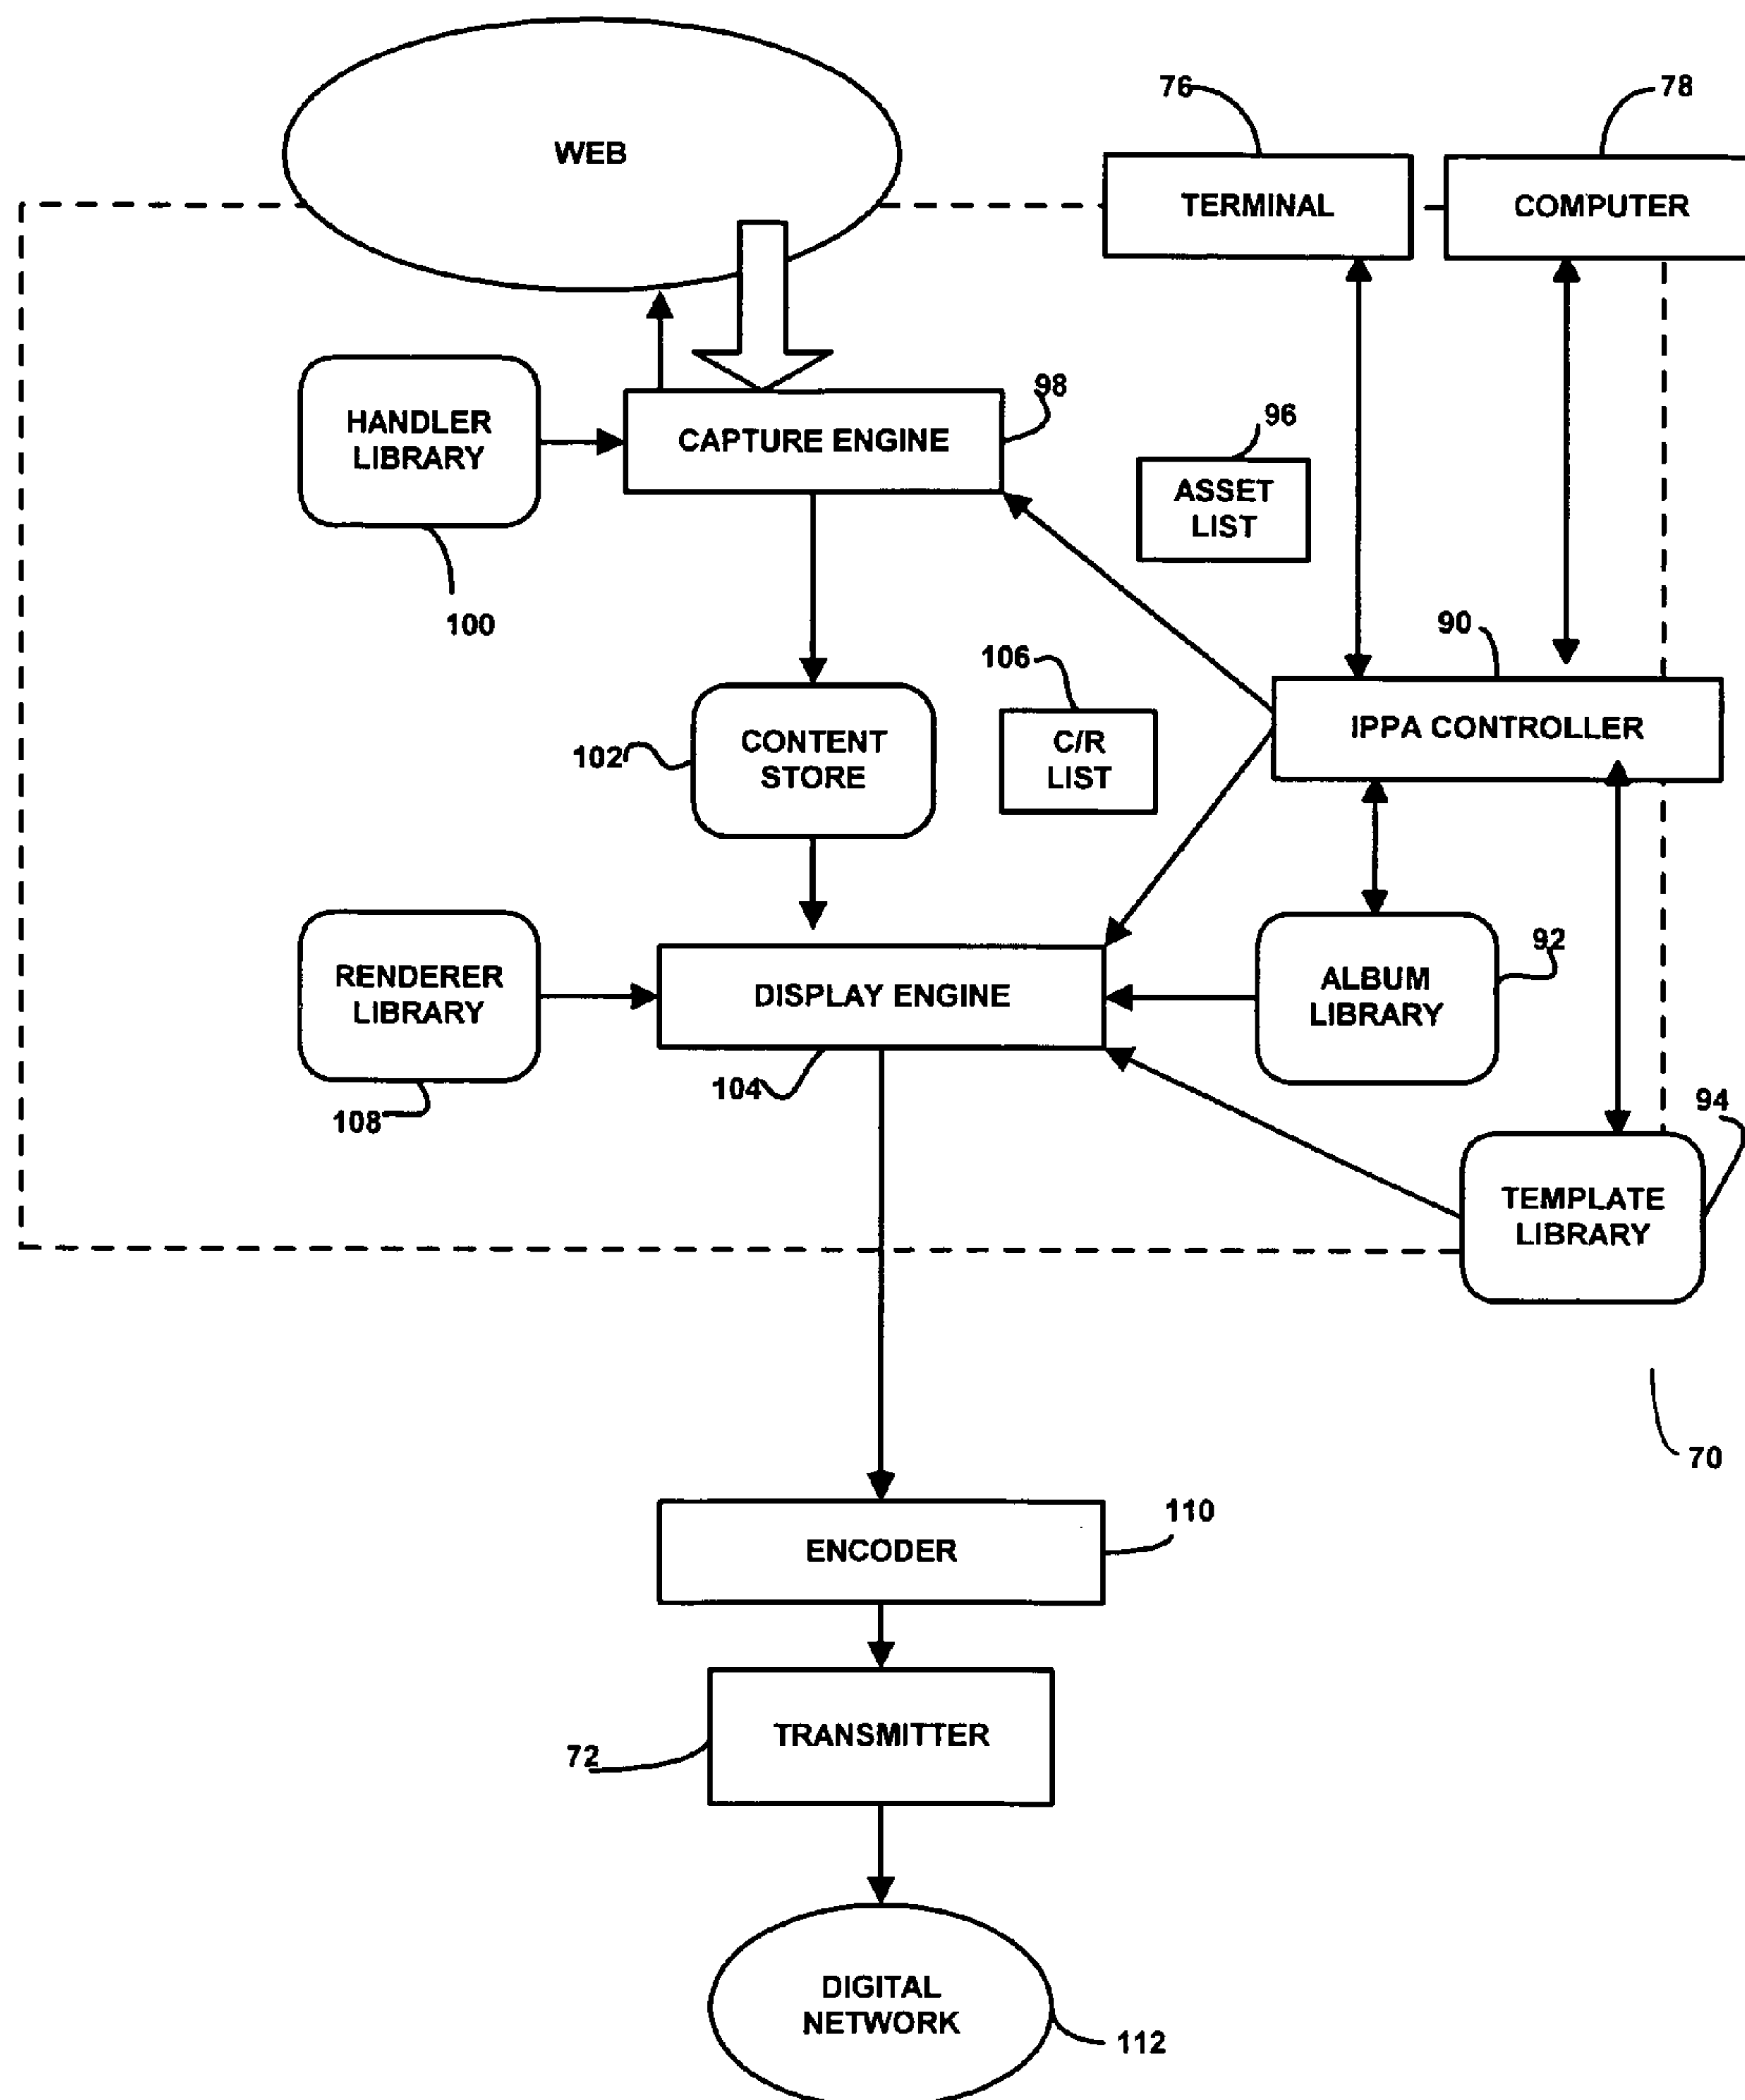 76
78
WEB
TERMINAL
COMPUTER
HANDLER
LIBRARY
98
CAPTURE ENGINE
96
ASSET
LIST
100
90
106
IPPA CONTROLLER
102
CONTENT
STORE
C/R
LIST
92
RENDERER
LIBRARY
DISPLAY ENGINE
ALBUM
LIBRARY
104
108
94
TEMPLATE
LIBRARY
70
110
ENCODER
TRANSMITTER
72
DIGITAL
NETWORK
112